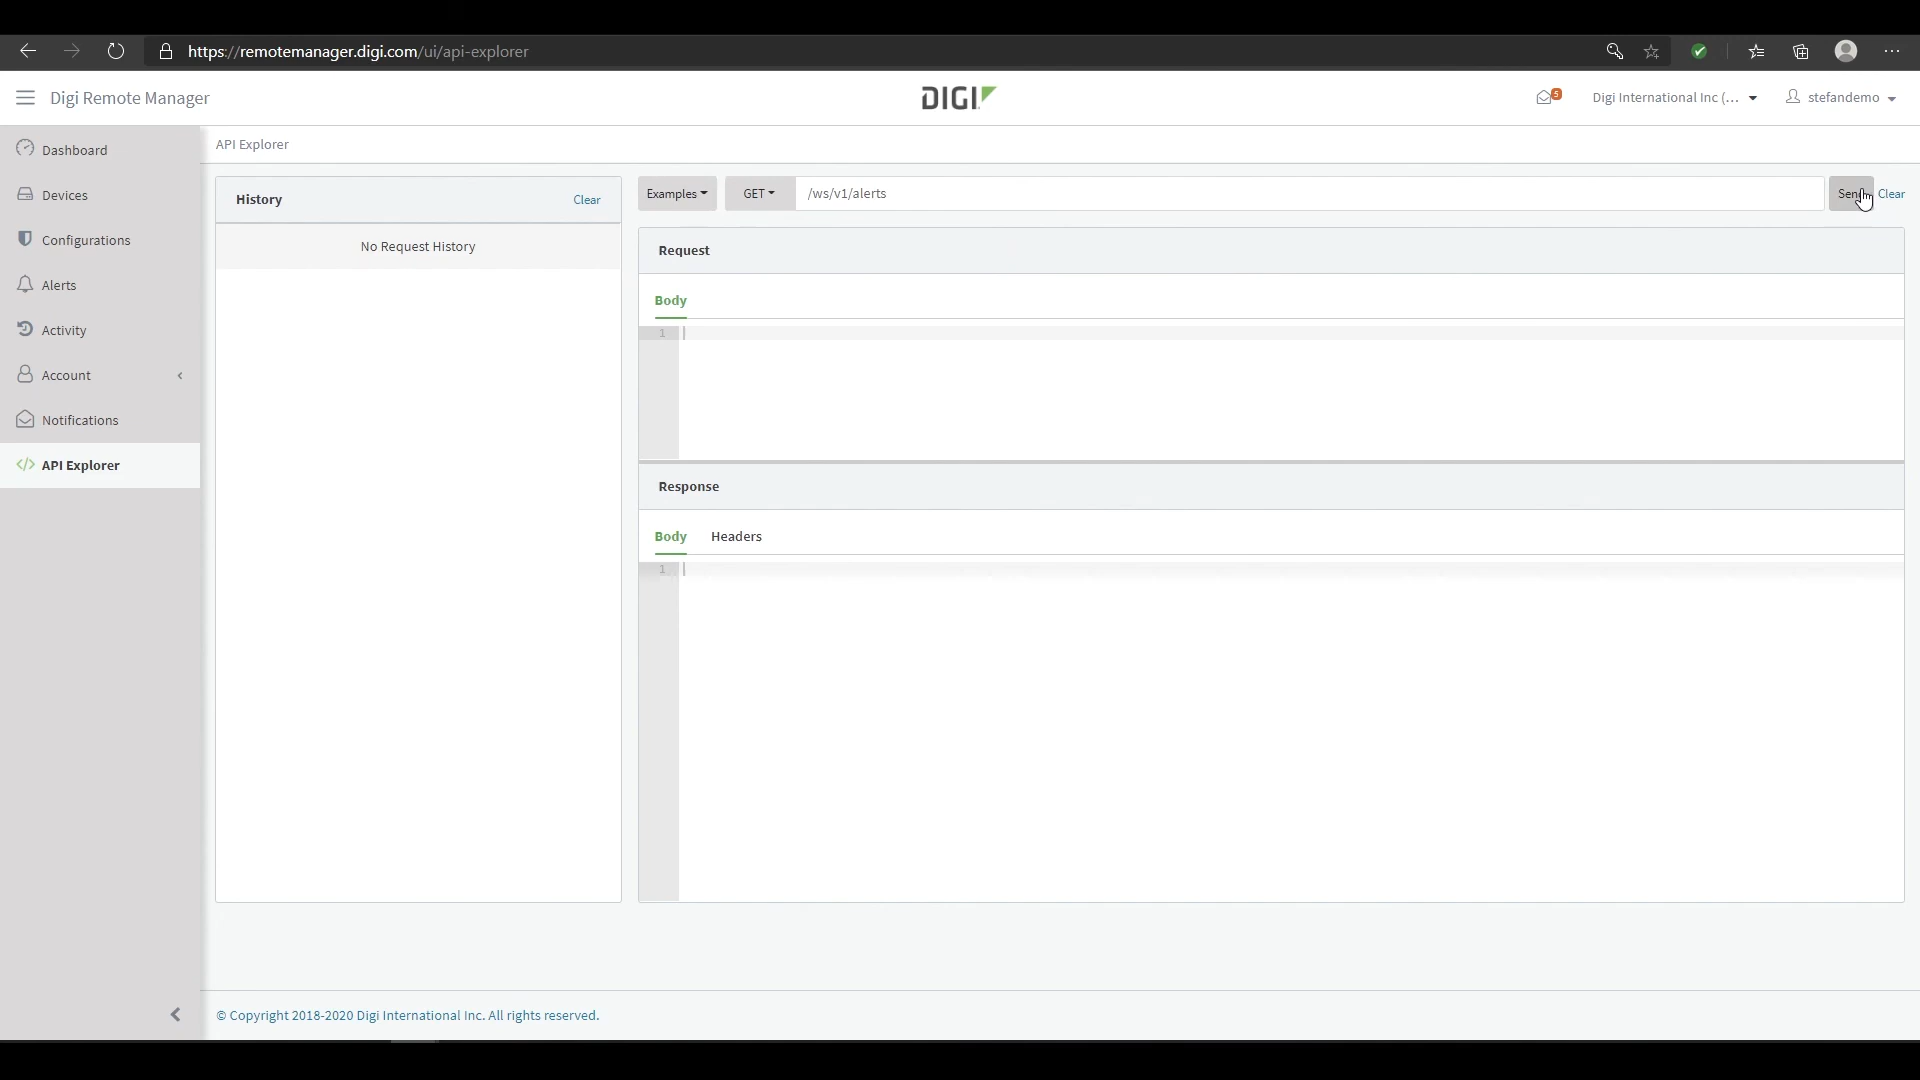 https://remotemanager.digi.com/ui/api-explorer
Digi Remote Manager
DIGI
5
Digi International Inc (...
stefandemo
Dashboard
Devices
Configurations
Alerts
Activity
Account
Notifications
API Explorer
API Explorer
History
Clear
No Request History
Examples
GET
/ws/v1/alerts
Clear
Request
Body
1
Response
Body Headers
1
© Copyright 2018-2020 Digi International Inc. All rights reserved.